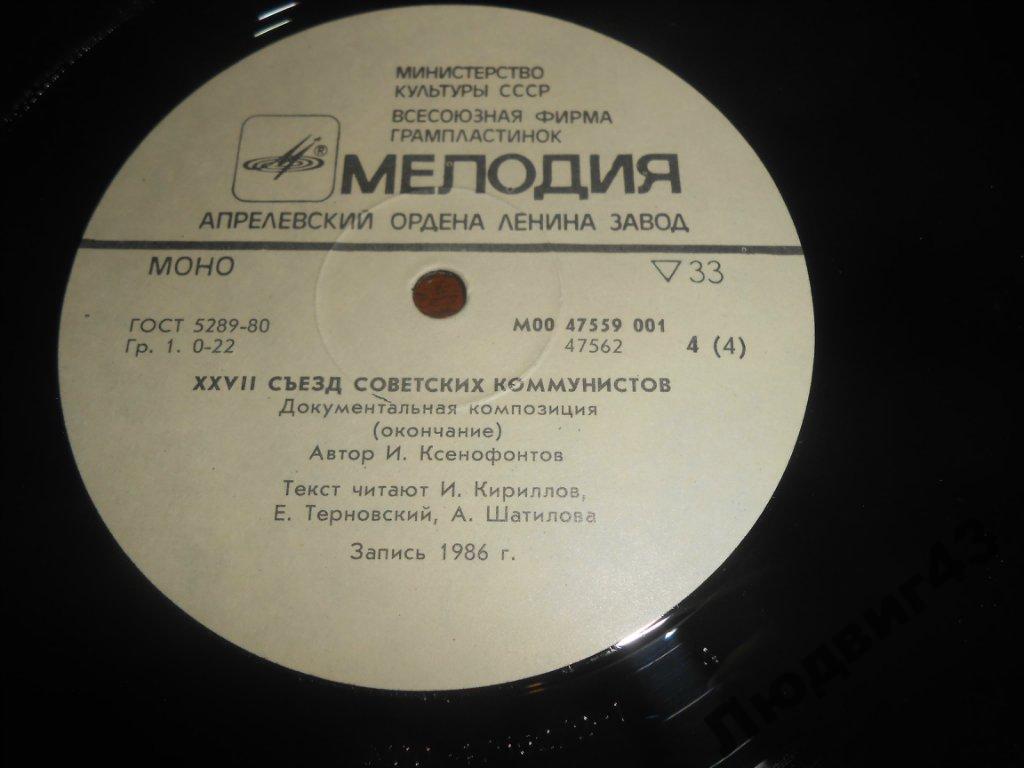 МИНИСТЕРСТВО
КУЛЬТУРЫ СССР
ВСЕСОЮЗНАЯ ФИРМА
ГРАМПЛАСТИНОК
®
МЕЛОДИЯ
АПРЕЛЕВСКИЙ ОРДЕНА ЛЕНИНА ЗАВОД
МОНО ▽ 33
ГОСТ 5289-80 М00 47559 001
Гр. 1. 0-22 47562 4 (4)
XXVII СЪЕЗД СОВЕТСКИХ КОММУНИСТОВ
Документальная композиция
(окончание)
Автор И. Ксенофонтов
Текст читают И. Кириллов,
Е. Терновский, А. Шатилова
Запись 1986 г.
Людвиг43